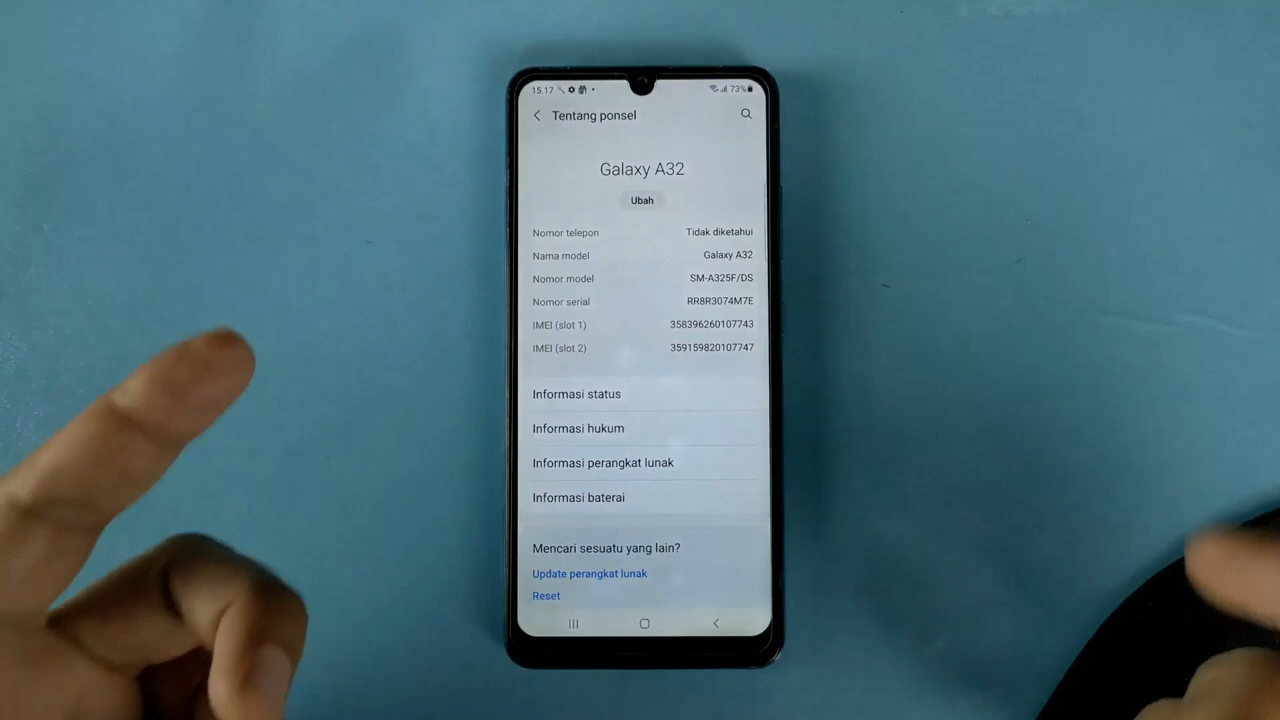 15.17 73%
Tentang ponsel
Galaxy A32
Ubah
Nomor telepon Tidak diketahui
Nama model Galaxy A32
Nomor model SM-A325F/DS
Nomor serial RR8R3074M7E
IMEI (slot 1) 358396260107743
IMEI (slot 2) 359159820107747
Informasi status
Informasi hukum
Informasi perangkat lunak
Informasi baterai
Mencari sesuatu yang lain?
Update perangkat lunak
Reset